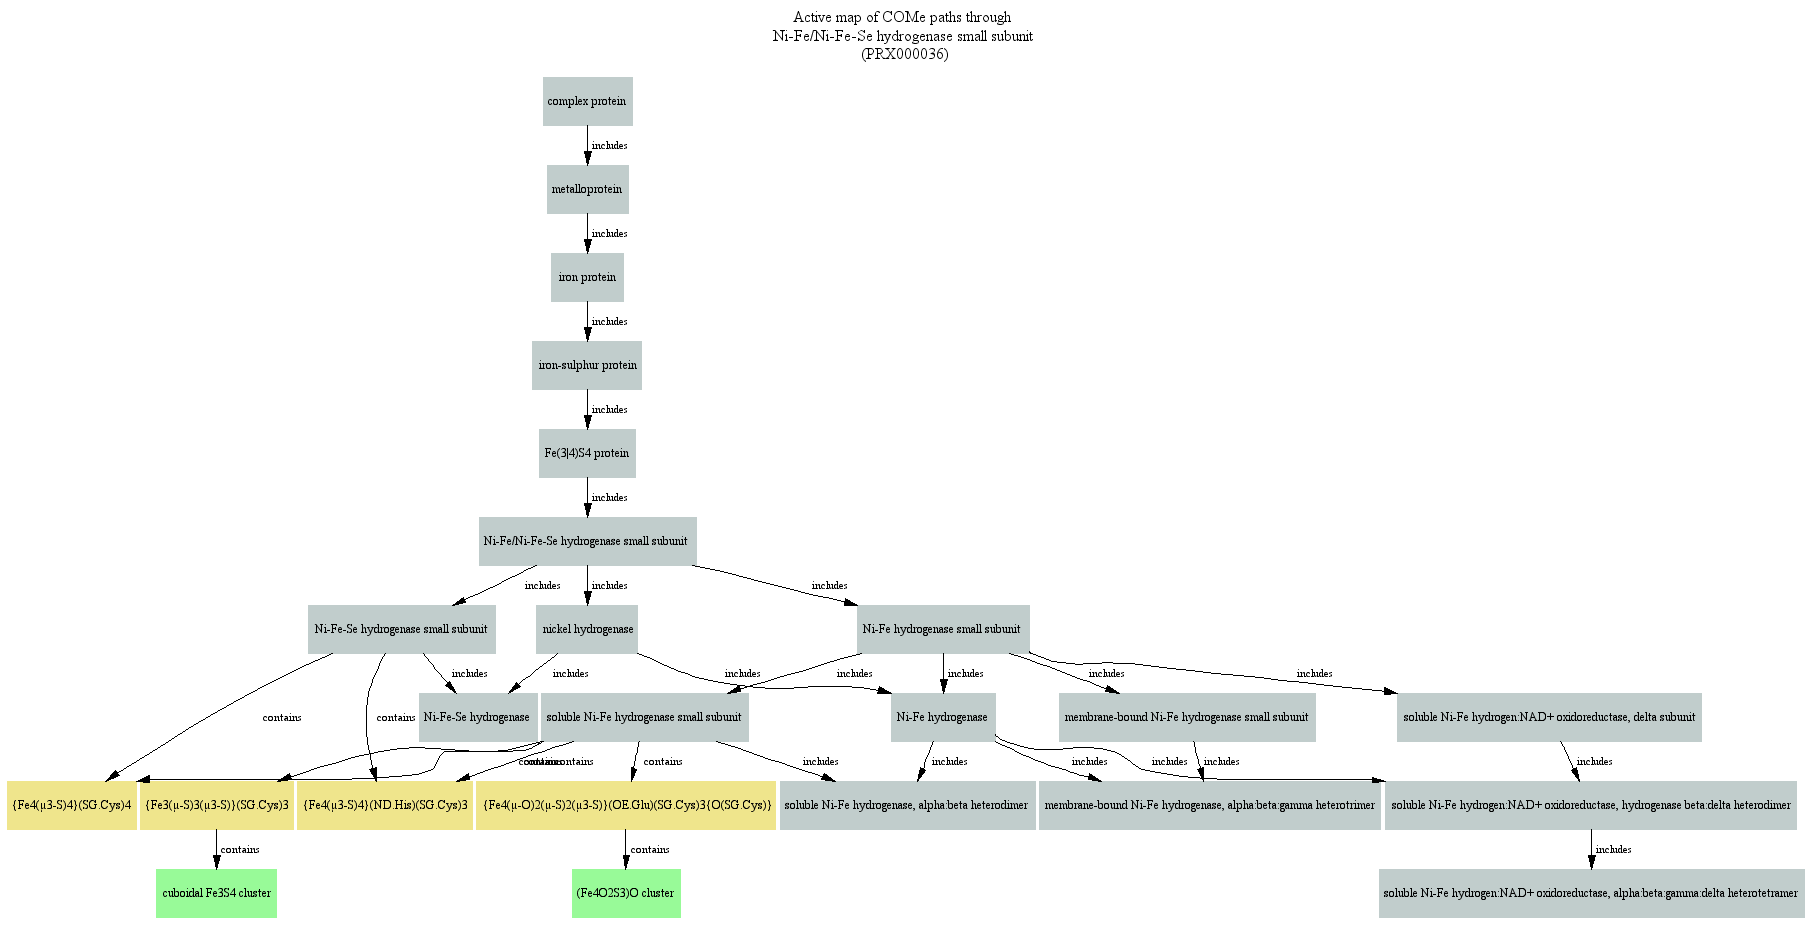 Active map of COMe paths through
Ni-Fe/Ni-Fe-Se hydrogenase small subunit
(PRX000036)
complex protein
includes
metalloprotein
includes
iron protein
includes
iron-sulphur protein
includes
Fe(3|4)S4 protein
includes
Ni-Fe/Ni-Fe-Se hydrogenase small subunit
includes includes includes
Ni-Fe-Se hydrogenase small subunit nickel hydrogenase Ni-Fe hydrogenase small subunit
includes includes includes includes includes includes includes
Ni-Fe-Se hydrogenase soluble Ni-Fe hydrogenase small subunit Ni-Fe hydrogenase membrane-bound Ni-Fe hydrogenase small subunit soluble Ni-Fe hydrogen:NAD+ oxidoreductase, delta subunit
contains contains
contains contains contains contains includes includes includes includes includes includes
{Fe4(μ3-S)4}(SG.Cys)4 {Fe3(μ-S)3(μ3-S)}(SG.Cys)3 {Fe4(μ3-S)4}(ND.His)(SG.Cys)3 {Fe4(μ-O)2(μ-S)2(μ3-S)}(OE.Glu)(SG.Cys)3{O(SG.Cys)} soluble Ni-Fe hydrogenase, alpha:beta heterodimer membrane-bound Ni-Fe hydrogenase, alpha:beta:gamma heterotrimer soluble Ni-Fe hydrogen:NAD+ oxidoreductase, hydrogenase beta:delta heterodimer
contains contains includes
cuboidal Fe3S4 cluster (Fe4O2S3)O cluster soluble Ni-Fe hydrogen:NAD+ oxidoreductase, alpha:beta:gamma:delta heterotetramer